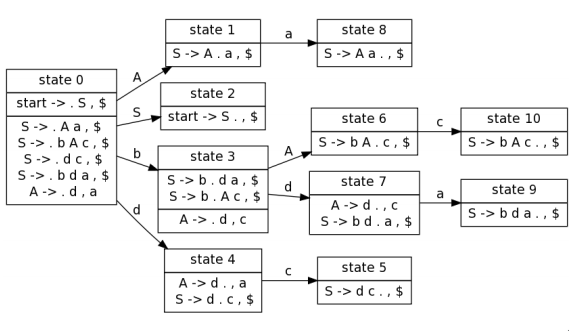 state 0
start -> . S , $
S -> . A a , $
S -> . b A c , $
S -> . d c , $
S -> . b d a , $
A -> . d , a
A
S
b
d
state 1
S -> A . a , $
a
state 8
S -> A a . , $
state 2
start -> S . , $
state 3
S -> b . d a , $
S -> b . A c , $
A -> . d , c
A
d
state 6
S -> b A . c , $
c
state 10
S -> b A c . , $
state 7
A -> d . , c
S -> b d . a , $
a
state 9
S -> b d a . , $
state 4
A -> d . , a
S -> d . c , $
c
state 5
S -> d c . , $